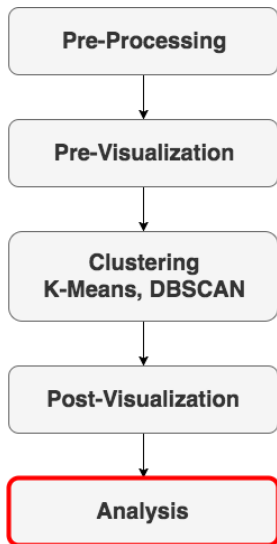 Pre-Processing
Pre-Visualization
Clustering
K-Means, DBSCAN
Post-Visualization
Analysis